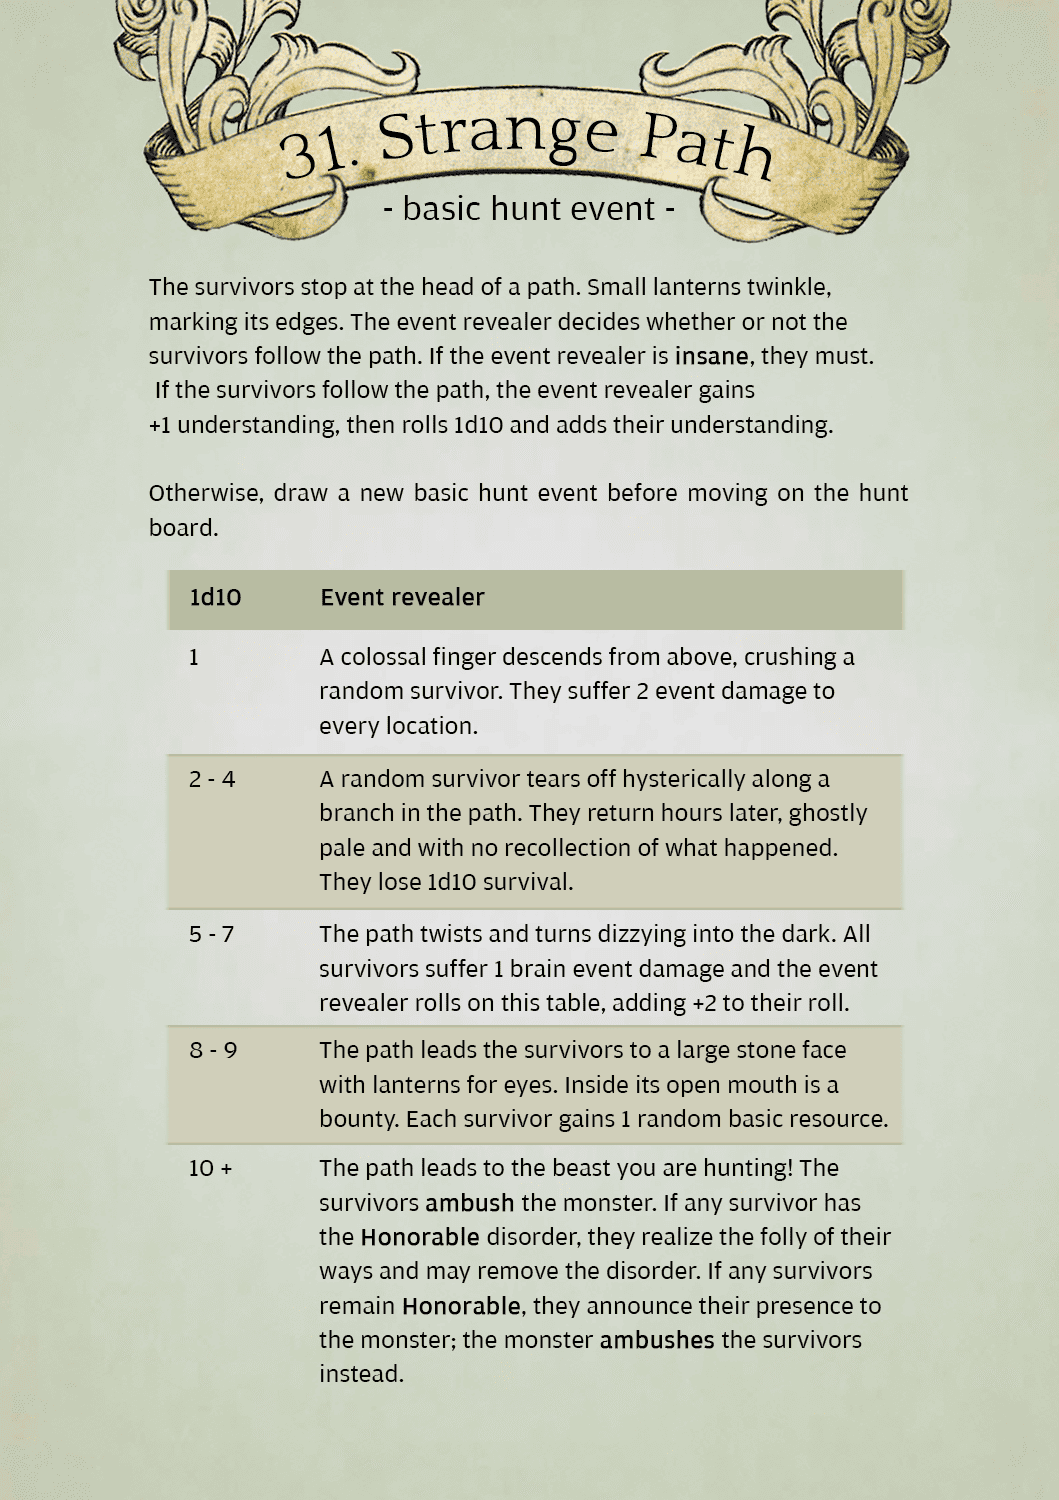 31. Strange Path
- basic hunt event -
The survivors stop at the head of a path. Small lanterns twinkle,
marking its edges. The event revealer decides whether or not the
survivors follow the path. If the event revealer is insane, they must.
If the survivors follow the path, the event revealer gains
+1 understanding, then rolls 1d10 and adds their understanding.
Otherwise, draw a new basic hunt event before moving on the hunt
board.
1d10 Event revealer
1 A colossal finger descends from above, crushing a
random survivor. They suffer 2 event damage to
every location.
2 - 4 A random survivor tears off hysterically along a
branch in the path. They return hours later, ghostly
pale and with no recollection of what happened.
They lose 1d10 survival.
5 - 7 The path twists and turns dizzying into the dark. All
survivors suffer 1 brain event damage and the event
revealer rolls on this table, adding +2 to their roll.
8 - 9 The path leads the survivors to a large stone face
with lanterns for eyes. Inside its open mouth is a
bounty. Each survivor gains 1 random basic resource.
10 + The path leads to the beast you are hunting! The
survivors ambush the monster. If any survivor has
the Honorable disorder, they realize the folly of their
ways and may remove the disorder. If any survivors
remain Honorable, they announce their presence to
the monster; the monster ambushes the survivors
instead.